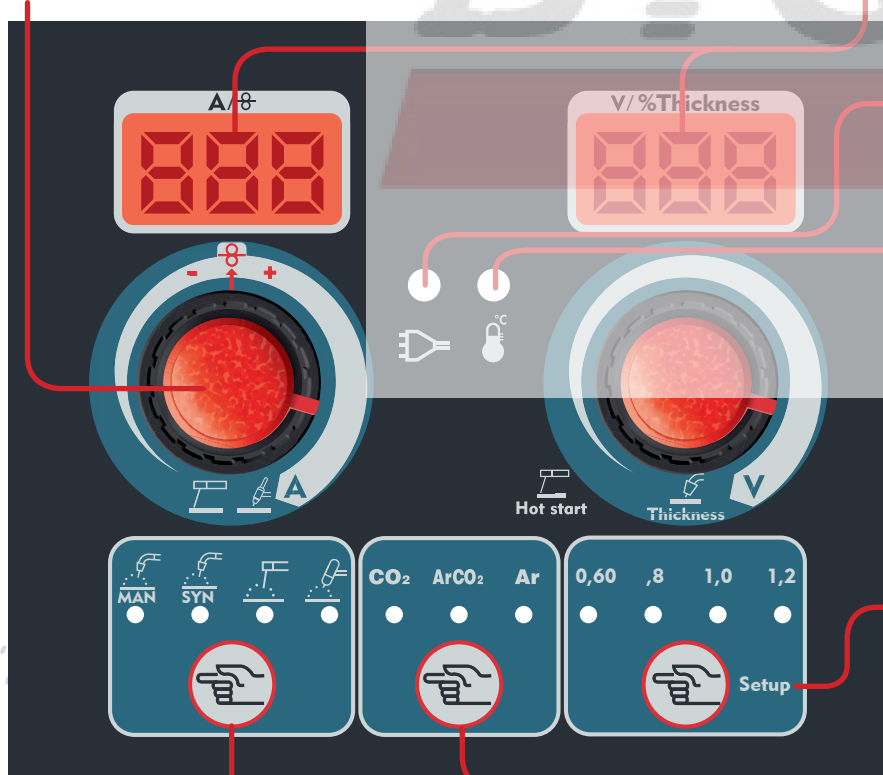 A/
V/%Thickness
888
888
- +
°C
A
V
Hot start
Thickness
MAN SYN
CO₂ ArCO₂ Ar
0,60 ,8 1,0 1,2
Setup